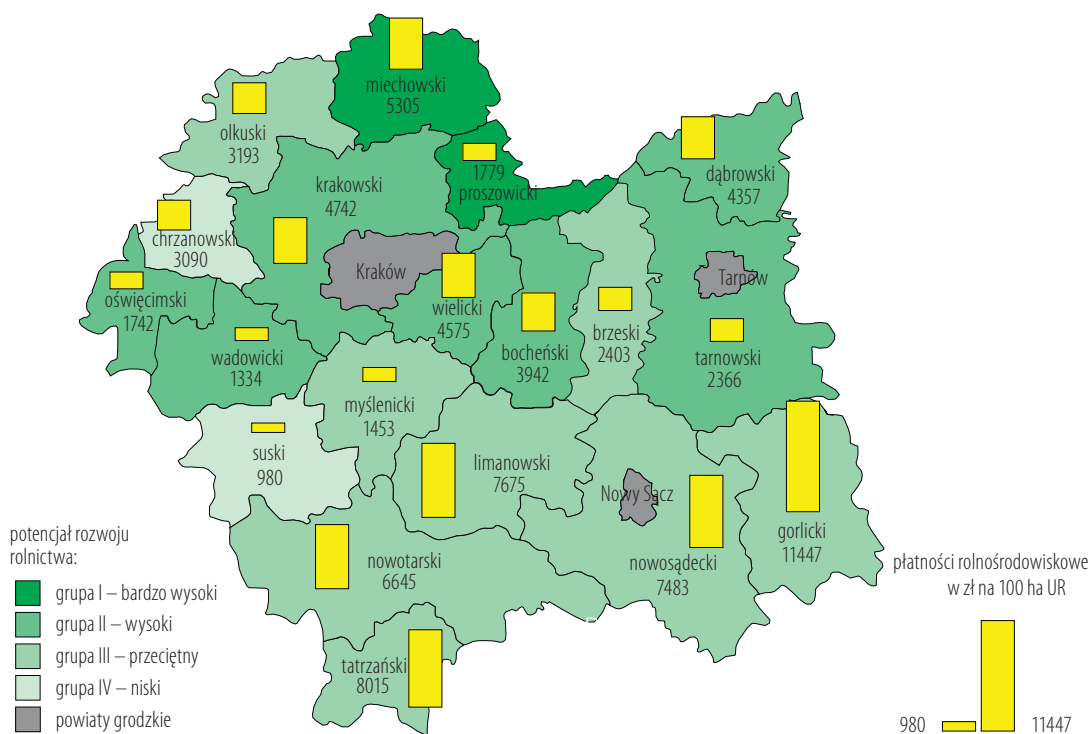 miechowski
5305
olkuski
3193
1779
proszowicki
dąbrowski
4357
krakowski
4742
chrzanowski
3090
Kraków
Tarnów
oświęcimski
1742
wielicki
4575
brzeski
2403
bocheński
3942
tarnowski
2366
wadowicki
1334
myślenicki
1453
suski
980
limanowski
7675
Nowy Sącz
gorlicki
11447
nowotarski
6645
nowosądecki
7483
tatrzański
8015
potencjał rozwoju
rolnictwa:
grupa I – bardzo wysoki
grupa II – wysoki
grupa III – przeciętny
grupa IV – niski
powiaty grodzkie
płatności rolnośrodowiskowe
w zł na 100 ha UR
980
11447